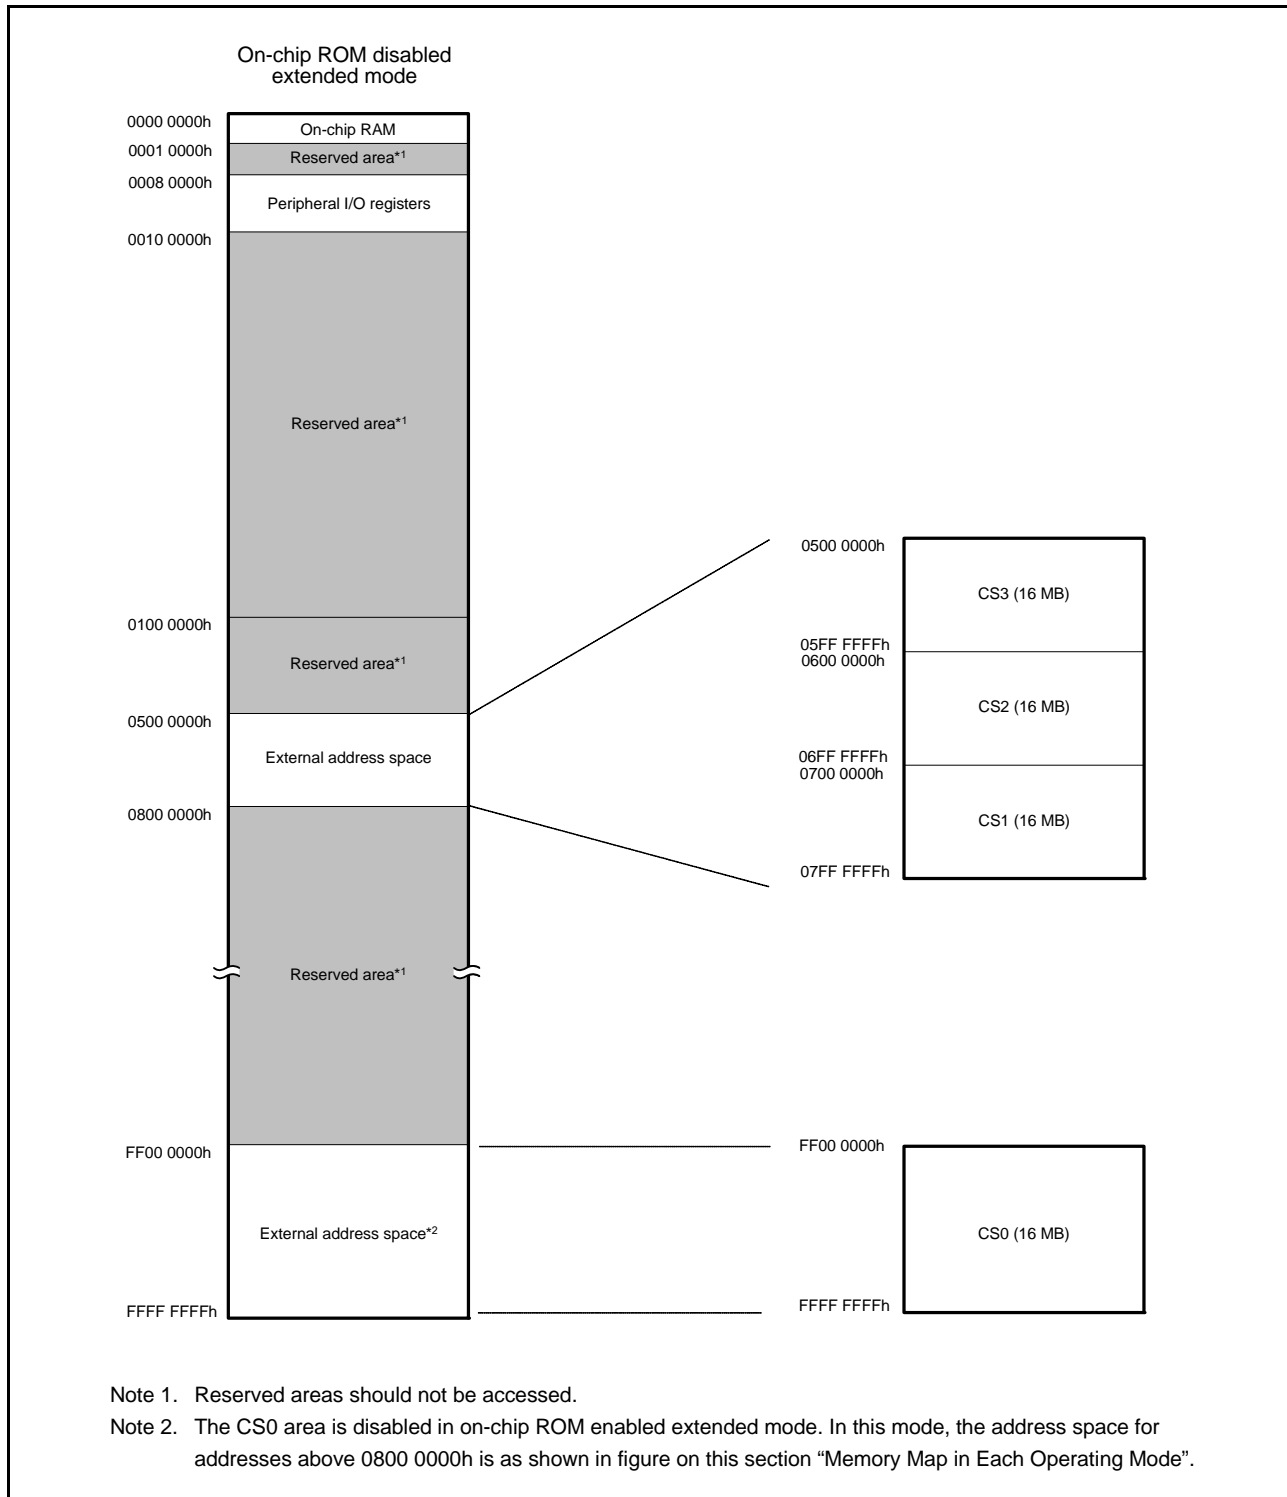 On-chip ROM disabled
extended mode
0000 0000h
On-chip RAM
0001 0000h
Reserved area*1
0008 0000h
Peripheral I/O registers
0010 0000h
Reserved area*1
0100 0000h
Reserved area*1
0500 0000h
External address space
0800 0000h
Reserved area*1
FF00 0000h
External address space*2
FFFF FFFFh
0500 0000h
CS3 (16 MB)
05FF FFFFh
0600 0000h
CS2 (16 MB)
06FF FFFFh
0700 0000h
CS1 (16 MB)
07FF FFFFh
FF00 0000h
CS0 (16 MB)
FFFF FFFFh
Note 1. Reserved areas should not be accessed.
Note 2. The CS0 area is disabled in on-chip ROM enabled extended mode. In this mode, the address space for
addresses above 0800 0000h is as shown in figure on this section “Memory Map in Each Operating Mode”.